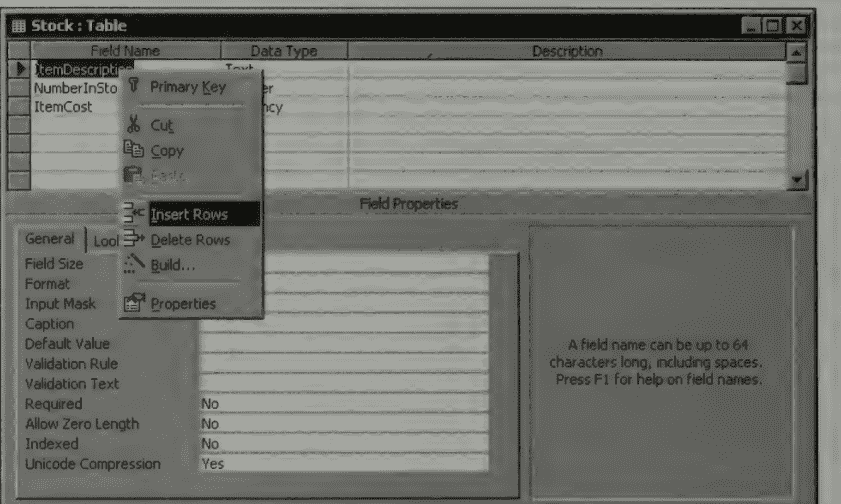 Stock : Table
Field Name Data Type Description
ItemDescription Text
NumberInSto er
ItemCost ncy
Primary Key
Cut
Copy
Paste
Insert Rows
Delete Rows
Build...
Properties
Field Properties
General Loo
Field Size
Format
Input Mask
Caption
Default Value
Validation Rule
Validation Text
Required No
Allow Zero Length No
Indexed No
Unicode Compression Yes
A field name can be up to 64
characters long, including spaces.
Press F1 for help on field names.